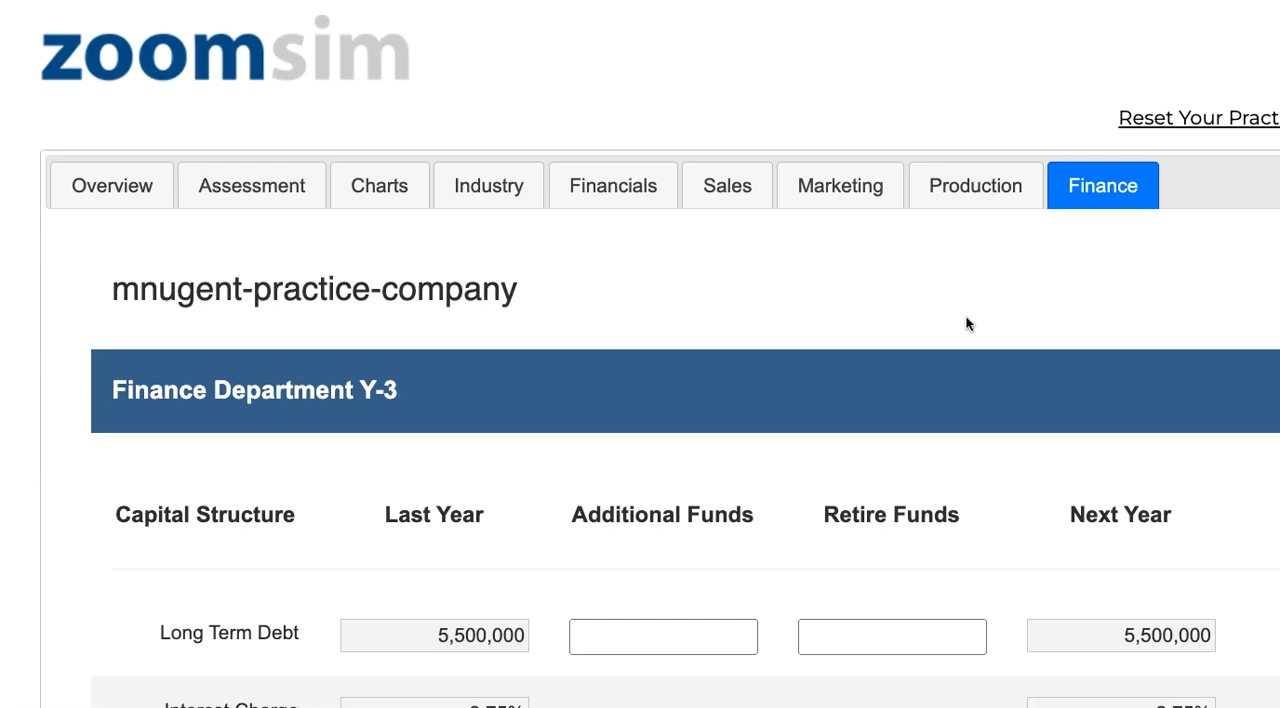 zoomsim
Reset Your Pract
Overview Assessment Charts Industry Financials Sales Marketing Production Finance
mnugent-practice-company
Finance Department Y-3
Capital Structure Last Year Additional Funds Retire Funds Next Year
Long Term Debt 5,500,000 5,500,000